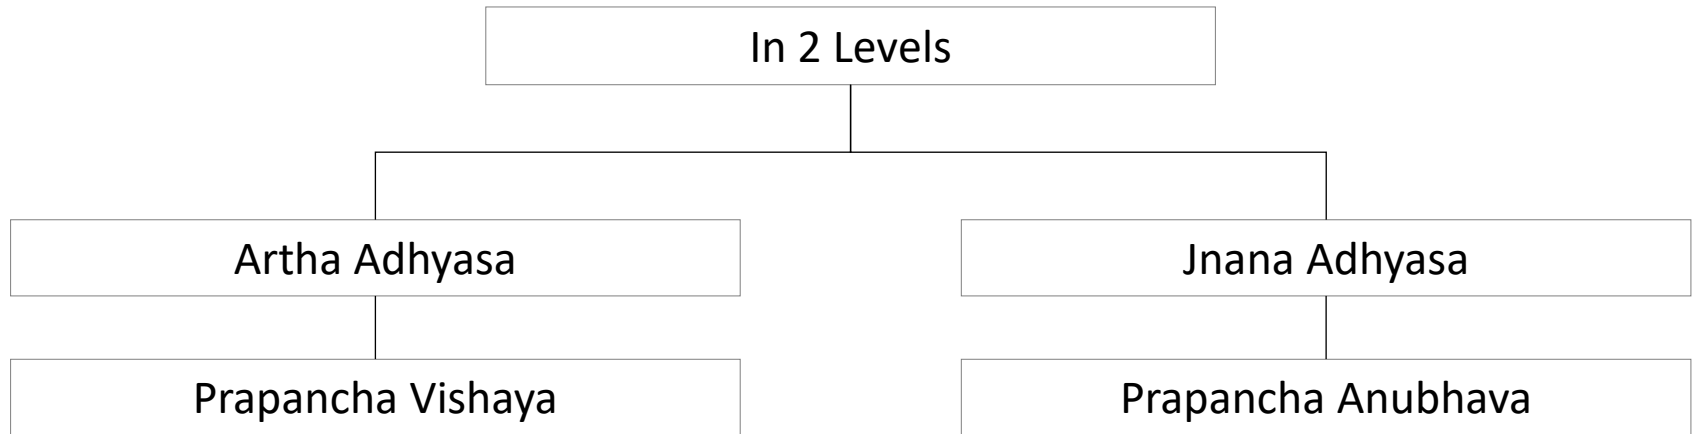 In 2 Levels
Artha Adhyasa
Jnana Adhyasa
Prapancha Vishaya
Prapancha Anubhava